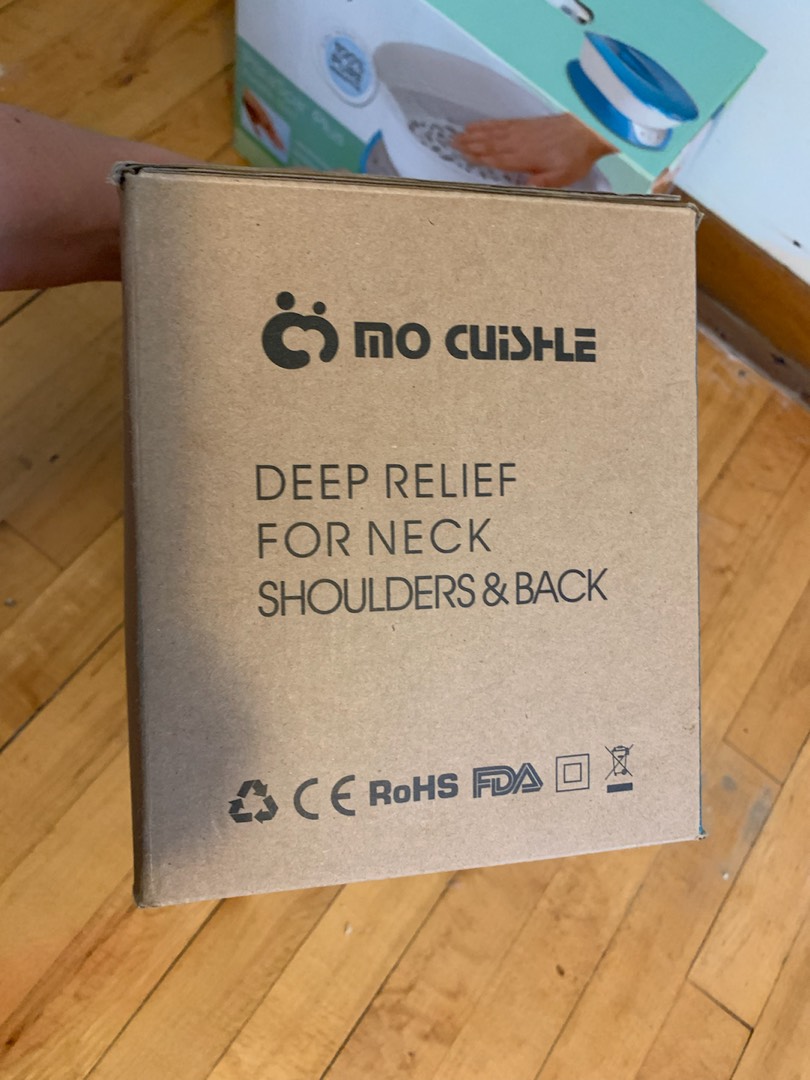 MO CUiSHLE
DEEP RELIEF
FOR NECK
SHOULDERS & BACK
CE RoHS FDA